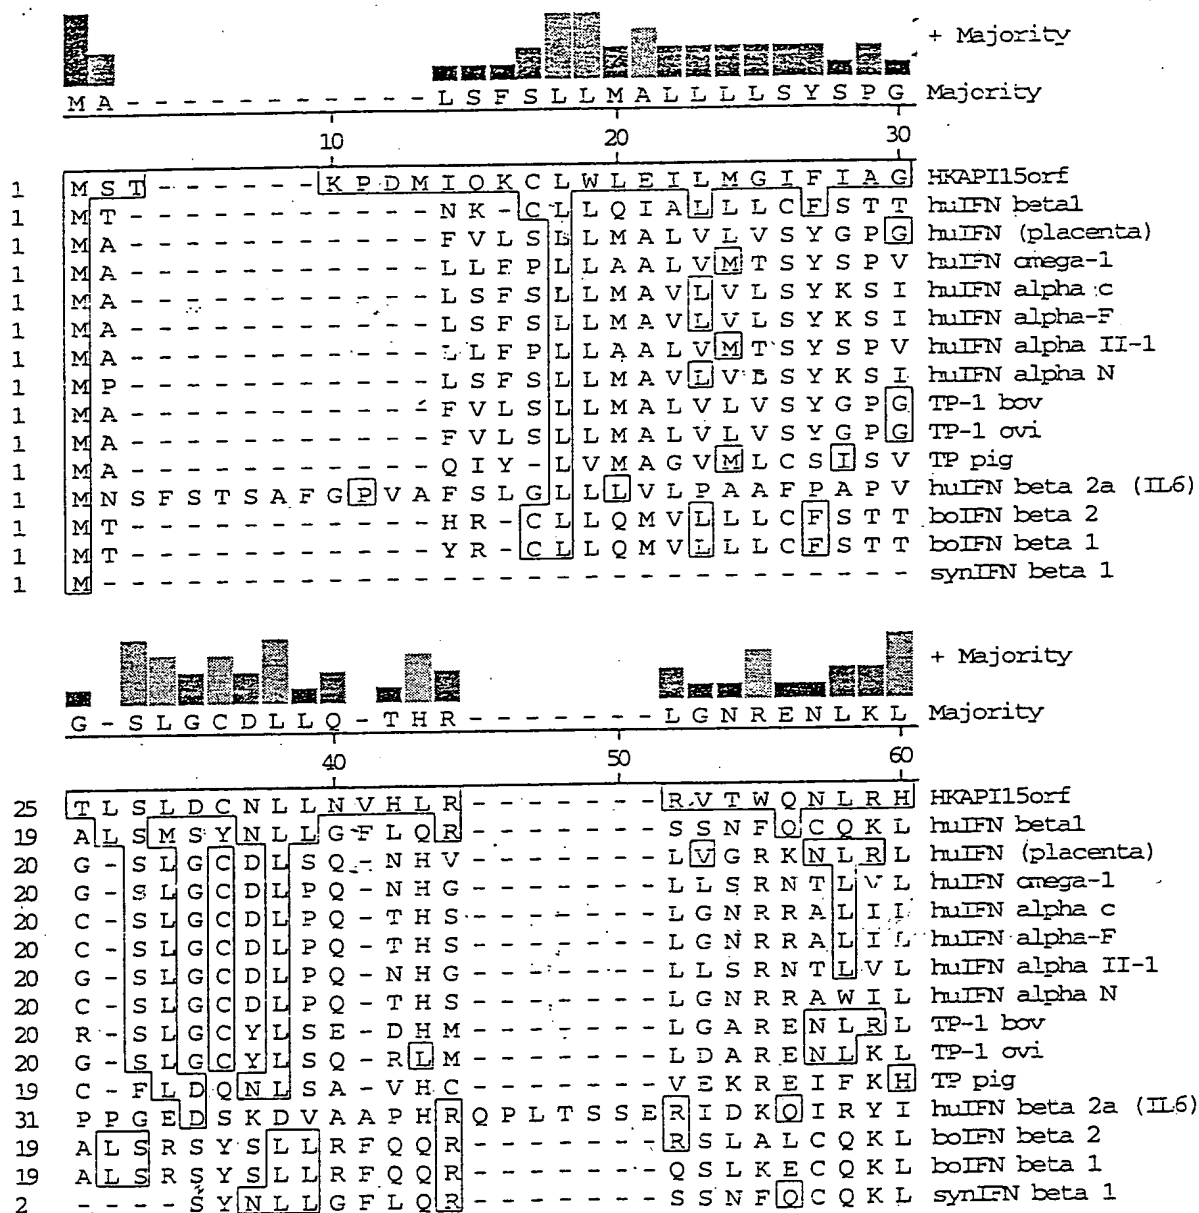 + Majority
M A - - - - - - - - - - - L S F S L L M A L L L L S Y S P G Majority
10 20 30
1 M S T - - - - - - K P D M I Q K C L W L E I L M G I F I A G HKAPI15orf
1 M T - - - - - - - - - - - N K - C L L Q I A L L L C F S T T huIFN beta1
1 M A - - - - - - - - - - - F V L S L L M A L V L V S Y G P G huIFN (placenta)
1 M A - - - - - - - - - - - L L F P L L A A L V M T S Y S P V huIFN omega-1
1 M A - - - - - - - - - - - L S F S L L M A V L V L S Y K S I huIFN alpha c
1 M A - - - - - - - - - - - L S F S L L M A V L V L S Y K S I huIFN alpha-F
1 M A - - - - - - - - - - - L L F P L L A A L V M T S Y S P V huIFN alpha II-1
1 M P - - - - - - - - - - - L S F S L L M A V L V L S Y K S I huIFN alpha N
1 M A - - - - - - - - - - - F V L S L L M A L V L V S Y G P G TP-1 bov
1 M A - - - - - - - - - - - F V L S L L M A L V L V S Y G P G TP-1 ovi
1 M A - - - - - - - - - - - Q I Y - L V M A G V M L C S I S V TP pig
1 M N S F S T S A F G P V A F S L G L L L V L P A A F P A P V huIFN beta 2a (IL6)
1 M T - - - - - - - - - - - H R - C L L Q M V L L L C F S T T boIFN beta 2
1 M T - - - - - - - - - - - Y R - C L L Q M V L L L C F S T T boIFN beta 1
1 M - - - - - - - - - - - - - - - - - - - - - - - - - - - - - synIFN beta 1
+ Majority
G - S L G C D L L Q - T H R - - - - - - - L G N R E N L K L Majority
40 50 60
25 T L S L D C N L L N V H L R - - - - - - - R V T W Q N L R H HKAPI15orf
19 A L S M S Y N L L G F L Q R - - - - - - - S S N F Q C Q K L huIFN beta1
20 G - S L G C D L S Q - N H V - - - - - - - L V G R K N L R L huIFN (placenta)
20 G - S L G C D L P Q - N H G - - - - - - - L L S R N T L V L huIFN omega-1
20 C - S L G C D L P Q - T H S - - - - - - - L G N R R A L I L huIFN alpha c
20 C - S L G C D L P Q - T H S - - - - - - - L G N R R A L I L huIFN alpha-F
20 G - S L G C D L P Q - N H G - - - - - - - L L S R N T L V L huIFN alpha II-1
20 C - S L G C D L P Q - T H S - - - - - - - L G N R R A W I L huIFN alpha N
20 R - S L G C Y L S E - D H M - - - - - - - L G A R E N L R L TP-1 bov
20 G - S L G C Y L S Q - R L M - - - - - - - L D A R E N L K L TP-1 ovi
19 C - F L D Q N L S A - V H C - - - - - - - V E K R E I F K H TP pig
31 P P G E D S K D V A A P H R Q P L T S S E R I D K Q I R Y I huIFN beta 2a (IL6)
19 A L S R S Y S L L R F Q Q R - - - - - - - R S L A L C Q K L boIFN beta 2
19 A L S R S Y S L L R F Q Q R - - - - - - - Q S L K E C Q K L boIFN beta 1
2 - - - - S Y N L L G F L Q R - - - - - - - S S N F Q C Q K L synIFN beta 1